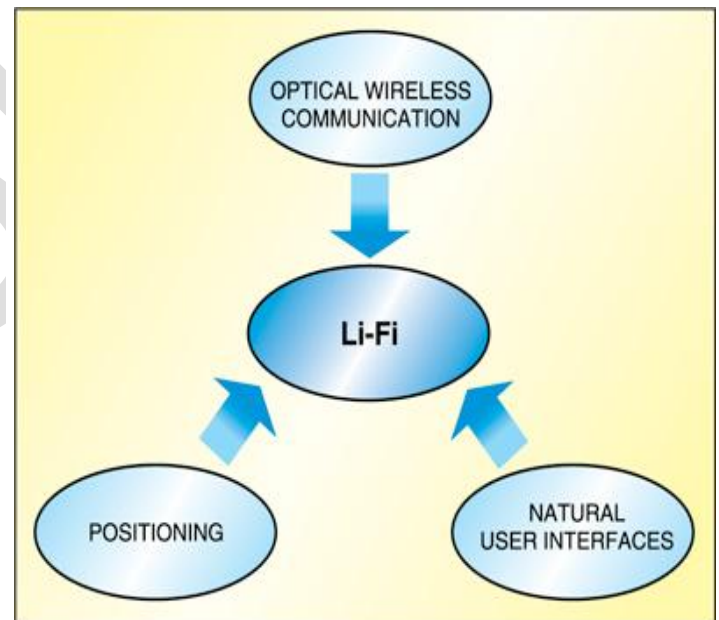 OPTICAL WIRELESS
COMMUNICATION
Li-Fi
POSITIONING
NATURAL
USER INTERFACES